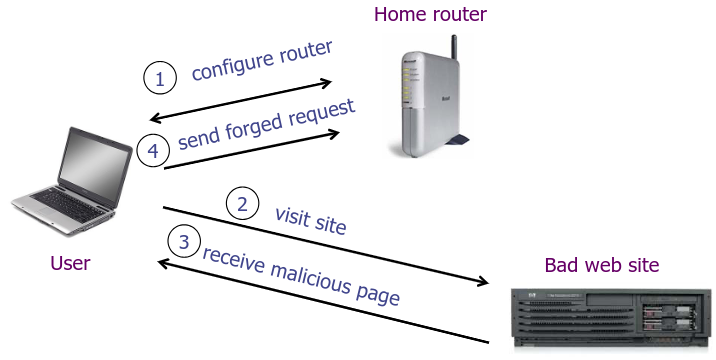 Home router
1 configure router
4 send forged request
2 visit site
3 receive malicious page
User
Bad web site